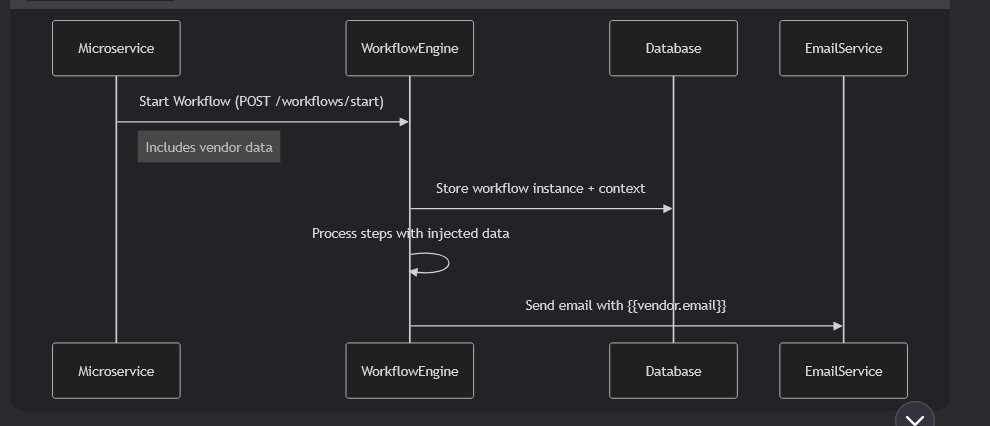 Microservice
WorkflowEngine
Database
EmailService
Start Workflow (POST /workflows/start)
Includes vendor data
Store workflow instance + context
Process steps with injected data
Send email with {{vendor.email}}
Microservice
WorkflowEngine
Database
EmailService